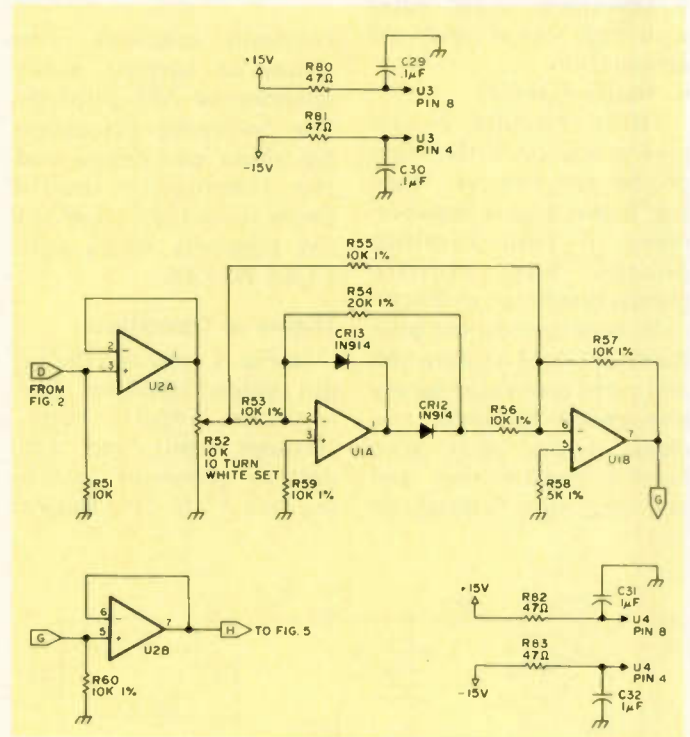 +15V
R80
47Ω
C29
.1µF
U3
PIN 8
R81
47Ω
-15V
U3
PIN 4
C30
.1µF
R55
10K 1%
R54
20K 1%
CR13
1N914
R57
10K 1%
2
3
1
U2A
D
FROM
FIG. 2
R53
10K 1%
2
3
1
U1A
CR12
1N914
R56
10K 1%
6
5
7
U1B
R52
10K
10 TURN
WHITE SET
R51
10K
R59
10K 1%
R58
5K 1%
G
6
5
7
U2B
G
H
TO FIG. 5
R60
10K 1%
+15V
R82
47Ω
C31
1µF
U4
PIN 8
R83
47Ω
-15V
U4
PIN 4
C32
1µF